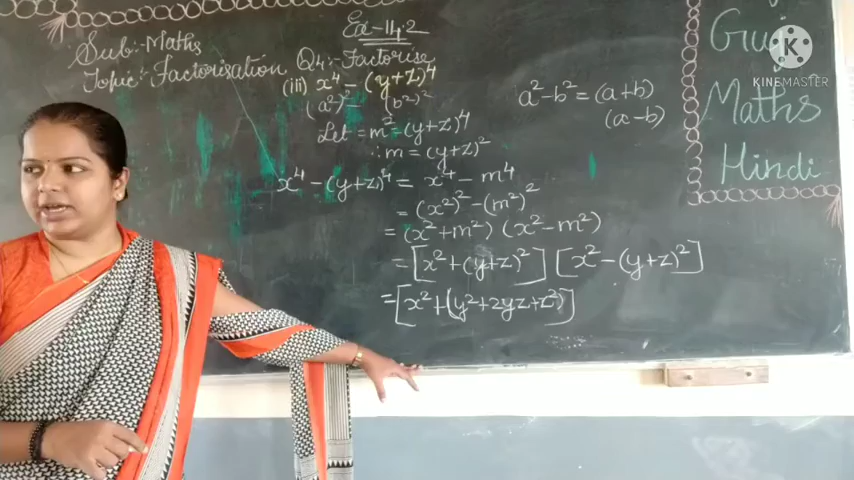 Ex-14.2
Sub:-Maths
Topic:-Factorisation
Q4:-Factorise
(iii) x⁴ - (y+z)⁴
(a²)² - (b²)²
Let = m² = (y+z)⁴
∴ m = (y+z)²
x⁴ - (y+z)⁴ = x⁴ - m⁴
= (x²)² - (m²)²
= (x²+m²) (x²-m²)
= [x²+(y+z)²] [x²-(y+z)²]
= [x²+(y²+2yz+z²)]
a²-b² = (a+b)
(a-b)
Guj
Maths
Hindi
K
KINEMASTER